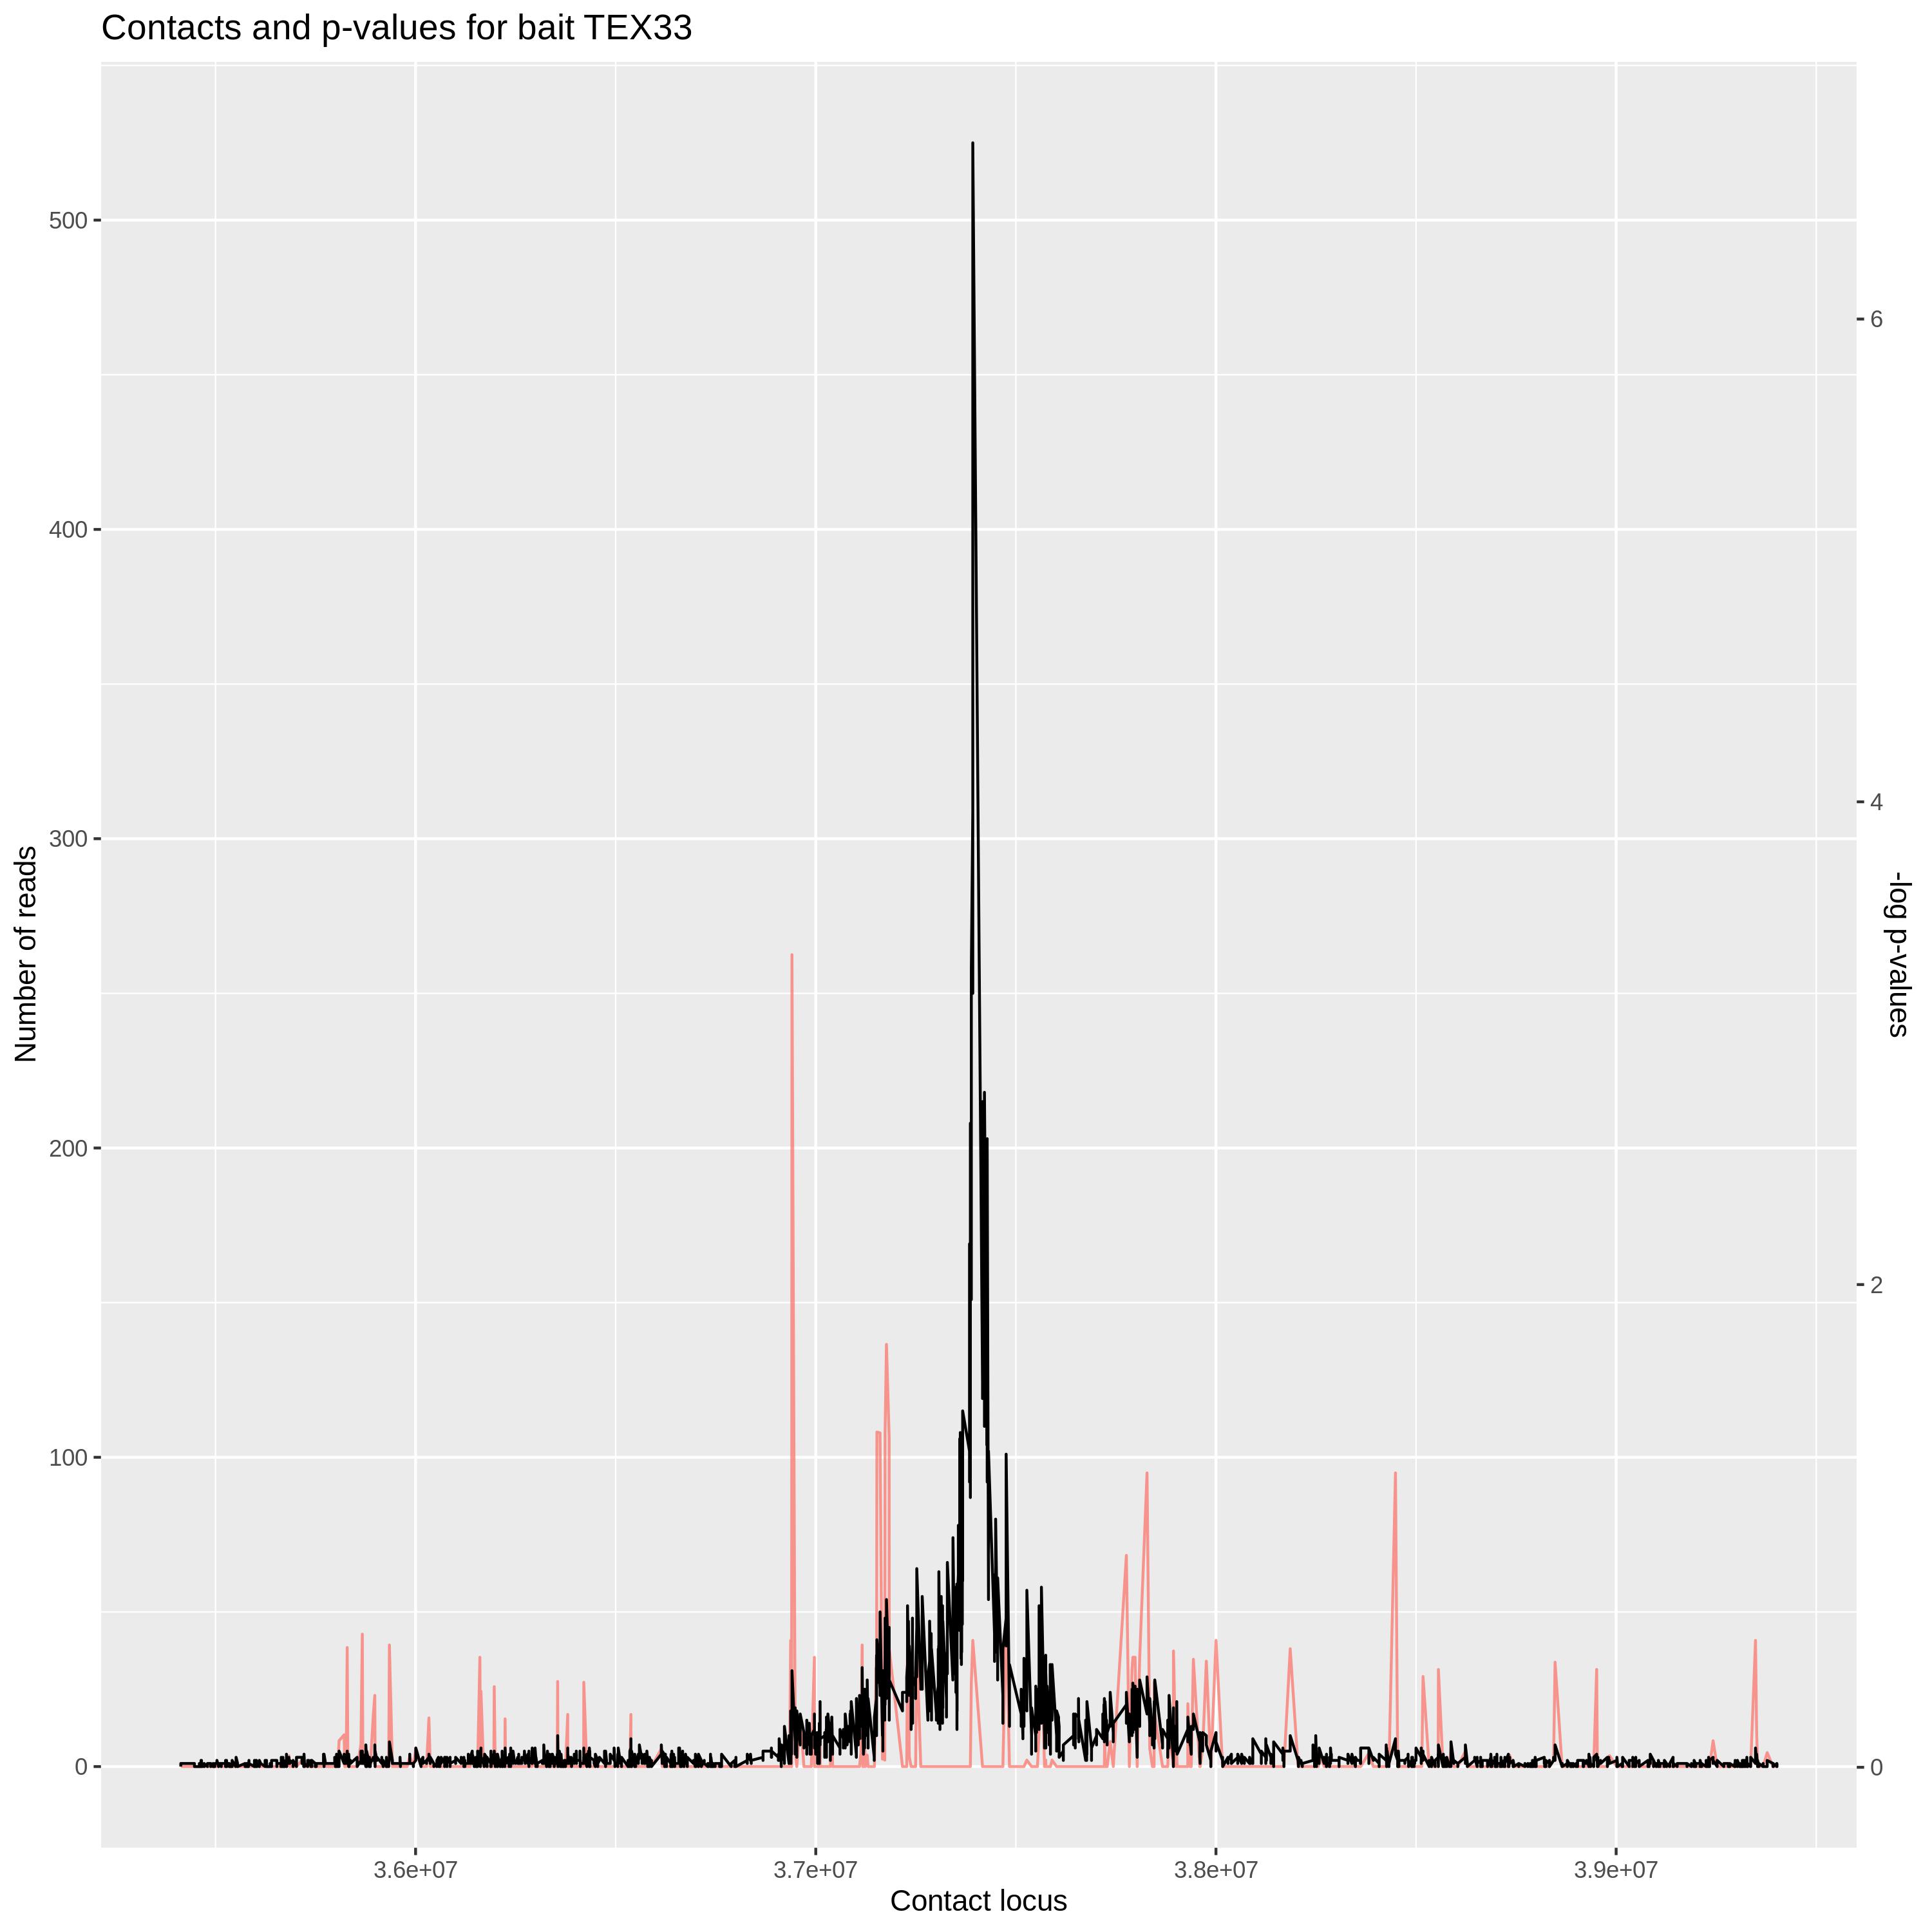 Contacts and p-values for bait TEX33
Number of reads
500
400
300
200
100
0
6
4
2
0
-log p-values
3.6e+07
3.7e+07
3.8e+07
3.9e+07
Contact locus